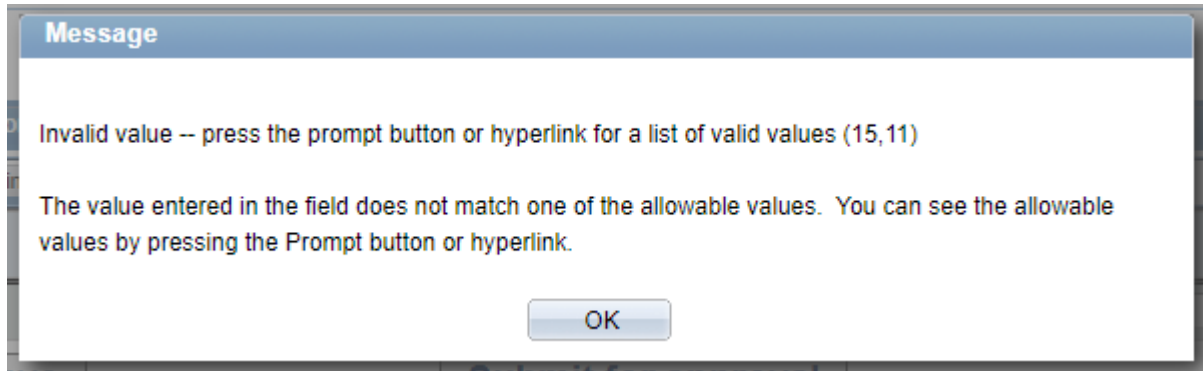 Message
Invalid value -- press the prompt button or hyperlink for a list of valid values (15,11)
The value entered in the field does not match one of the allowable values.  You can see the allowable
values by pressing the Prompt button or hyperlink.
OK